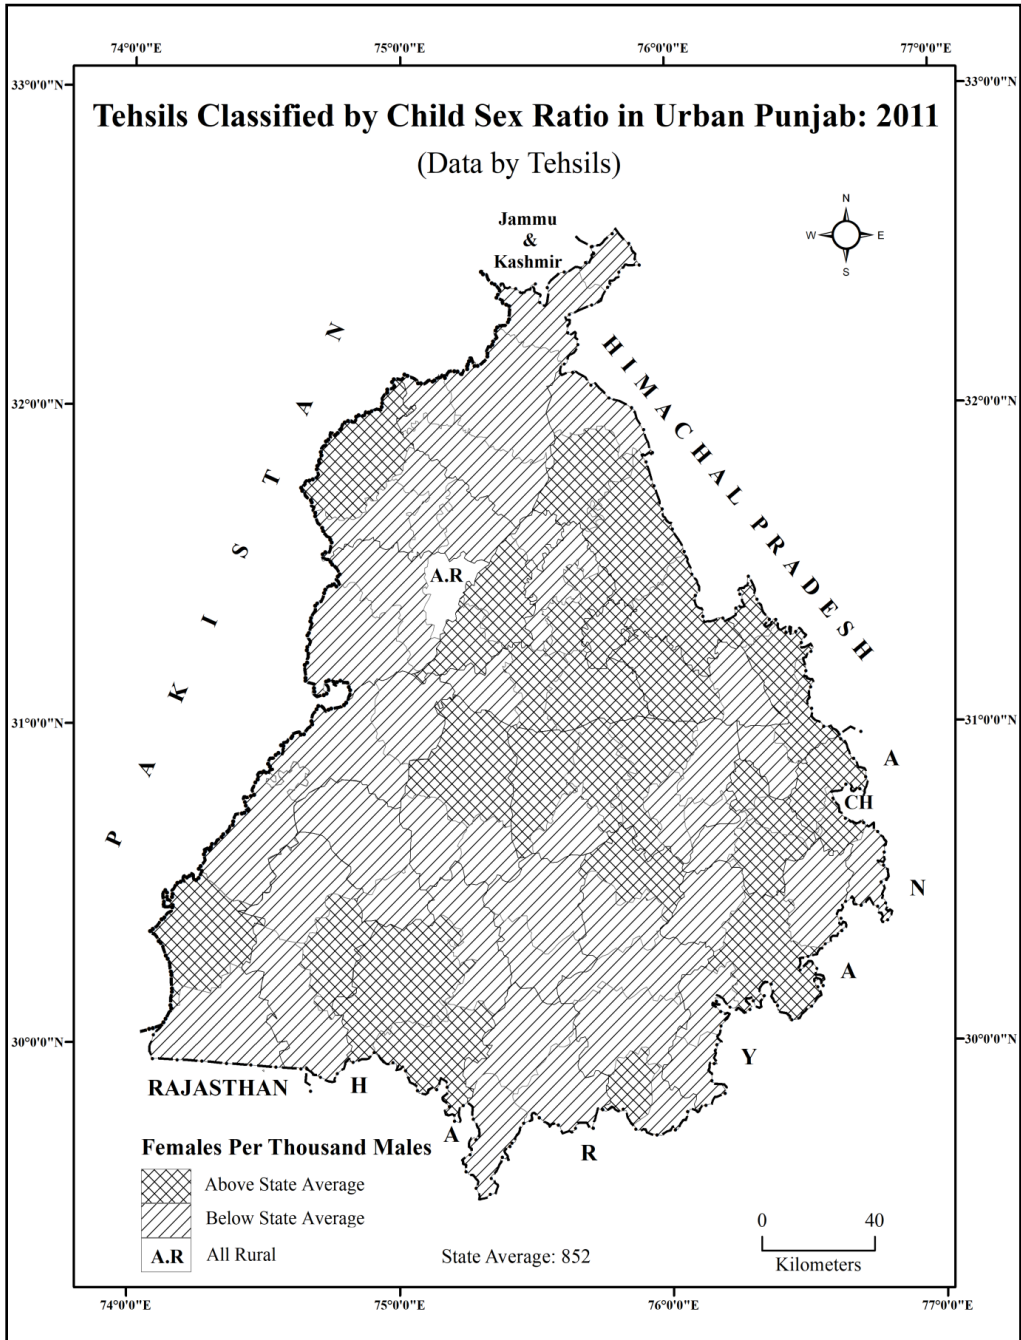 74°0'0"E 75°0'0"E 76°0'0"E 77°0'0"E
33°0'0"N 33°0'0"N
Tehsils Classified by Child Sex Ratio in Urban Punjab: 2011
(Data by Tehsils)
N
W E
S
Jammu
&
Kashmir
PAKISTAN
HIMACHAL PRADESH
32°0'0"N 32°0'0"N
A.R
31°0'0"N 31°0'0"N
CH
30°0'0"N 30°0'0"N
RAJASTHAN
HARYANA
Females Per Thousand Males
Above State Average
Below State Average
A.R All Rural
State Average: 852
0 40
Kilometers
74°0'0"E 75°0'0"E 76°0'0"E 77°0'0"E